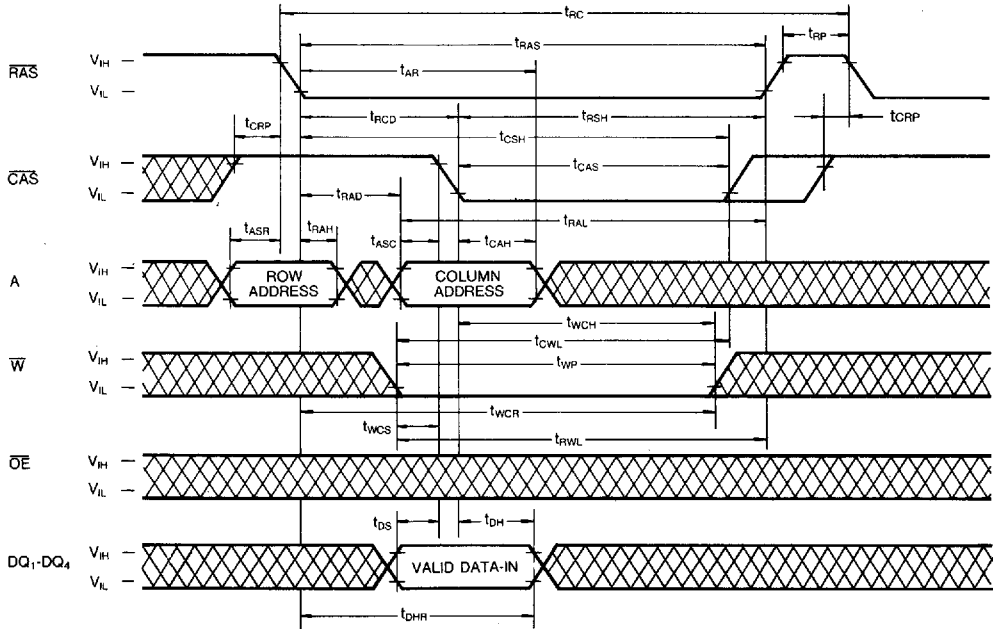 tRC
tRAS
tRP
tAR
RAS
VIH
VIL
tCRP
tRCD
tRSH
tCRP
tCSH
CAS
VIH
VIL
tCAS
tRAD
tRAL
tASR
tRAH
tASC
tCAH
A
VIH
VIL
ROW
ADDRESS
COLUMN
ADDRESS
tWCH
tCWL
W
VIH
VIL
tWP
tWCR
tWCS
tRWL
OE
VIH
VIL
tDS
tDH
DQ1-DQ4
VIH
VIL
VALID DATA-IN
tDHR